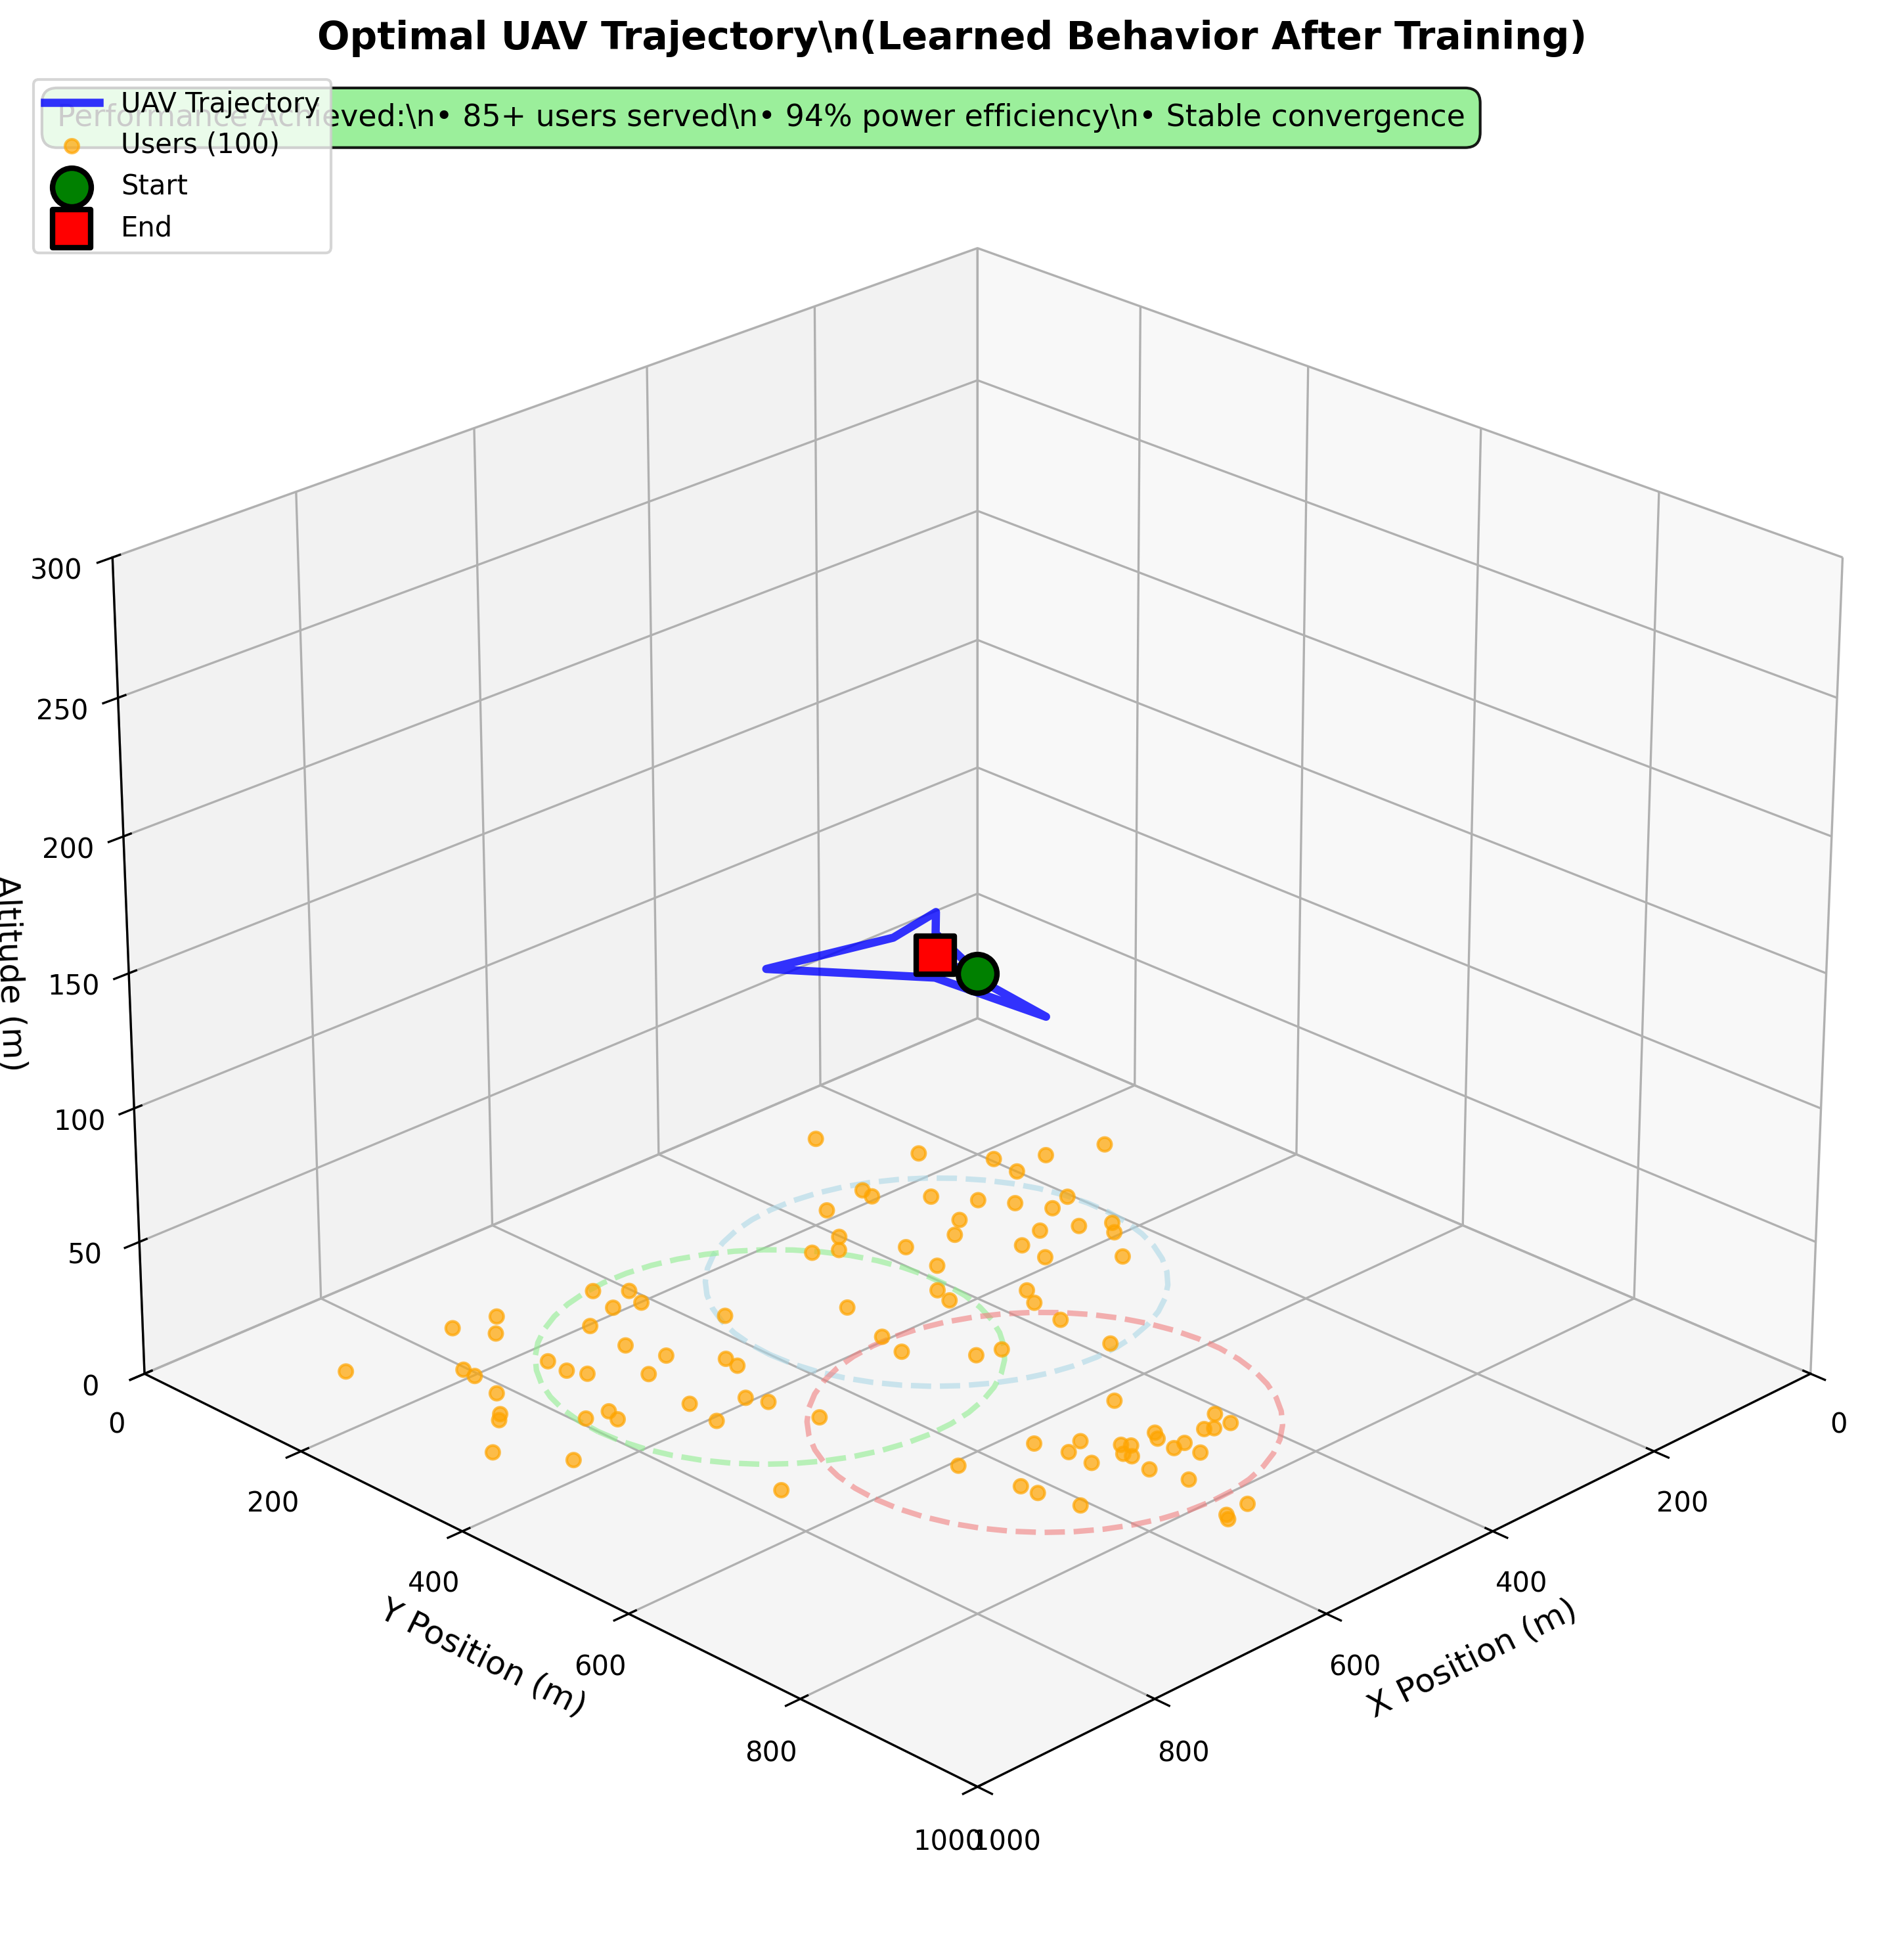 Optimal UAV Trajectory\n(Learned Behavior After Training)
Performance Achieved:\n• 85+ users served\n• 94% power efficiency\n• Stable convergence
UAV Trajectory
Users (100)
Start
End
300
250
200
150
100
50
0
Altitude (m)
0
200
400
600
800
1000
Y Position (m)
0
200
400
600
800
1000
X Position (m)